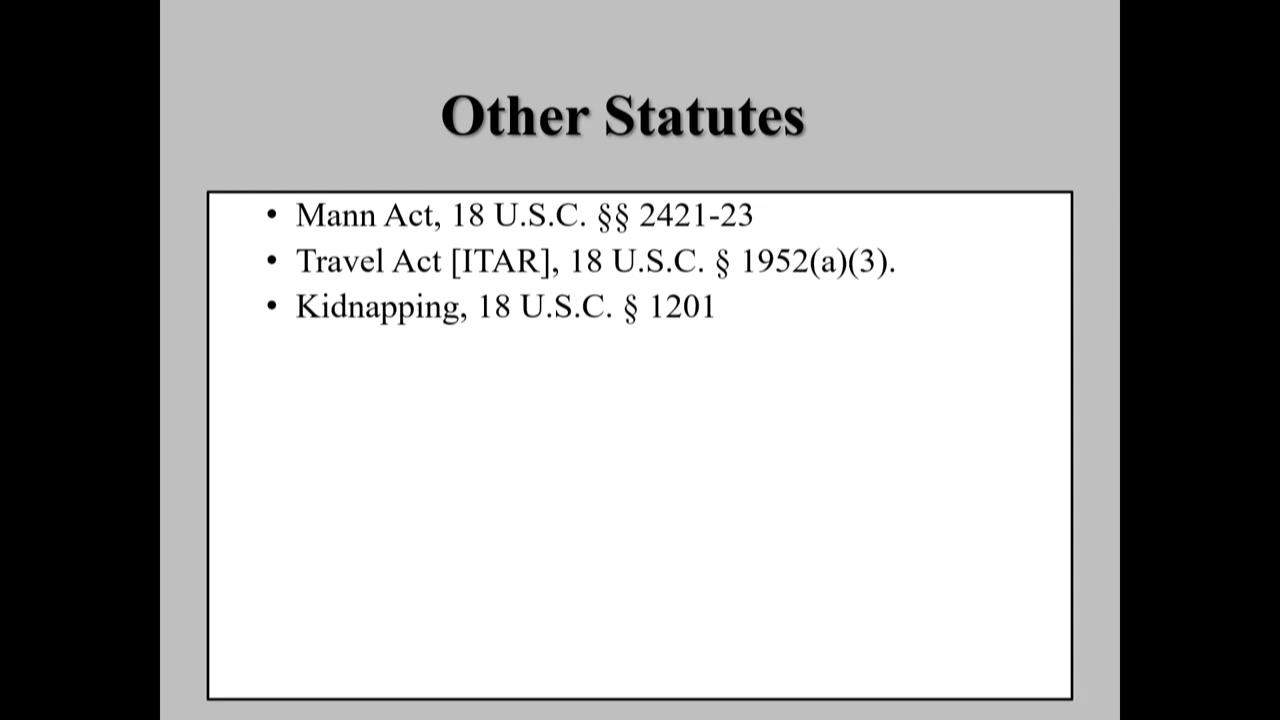 Other Statutes
• Mann Act, 18 U.S.C. §§ 2421-23
• Travel Act [ITAR], 18 U.S.C. § 1952(a)(3).
• Kidnapping, 18 U.S.C. § 1201